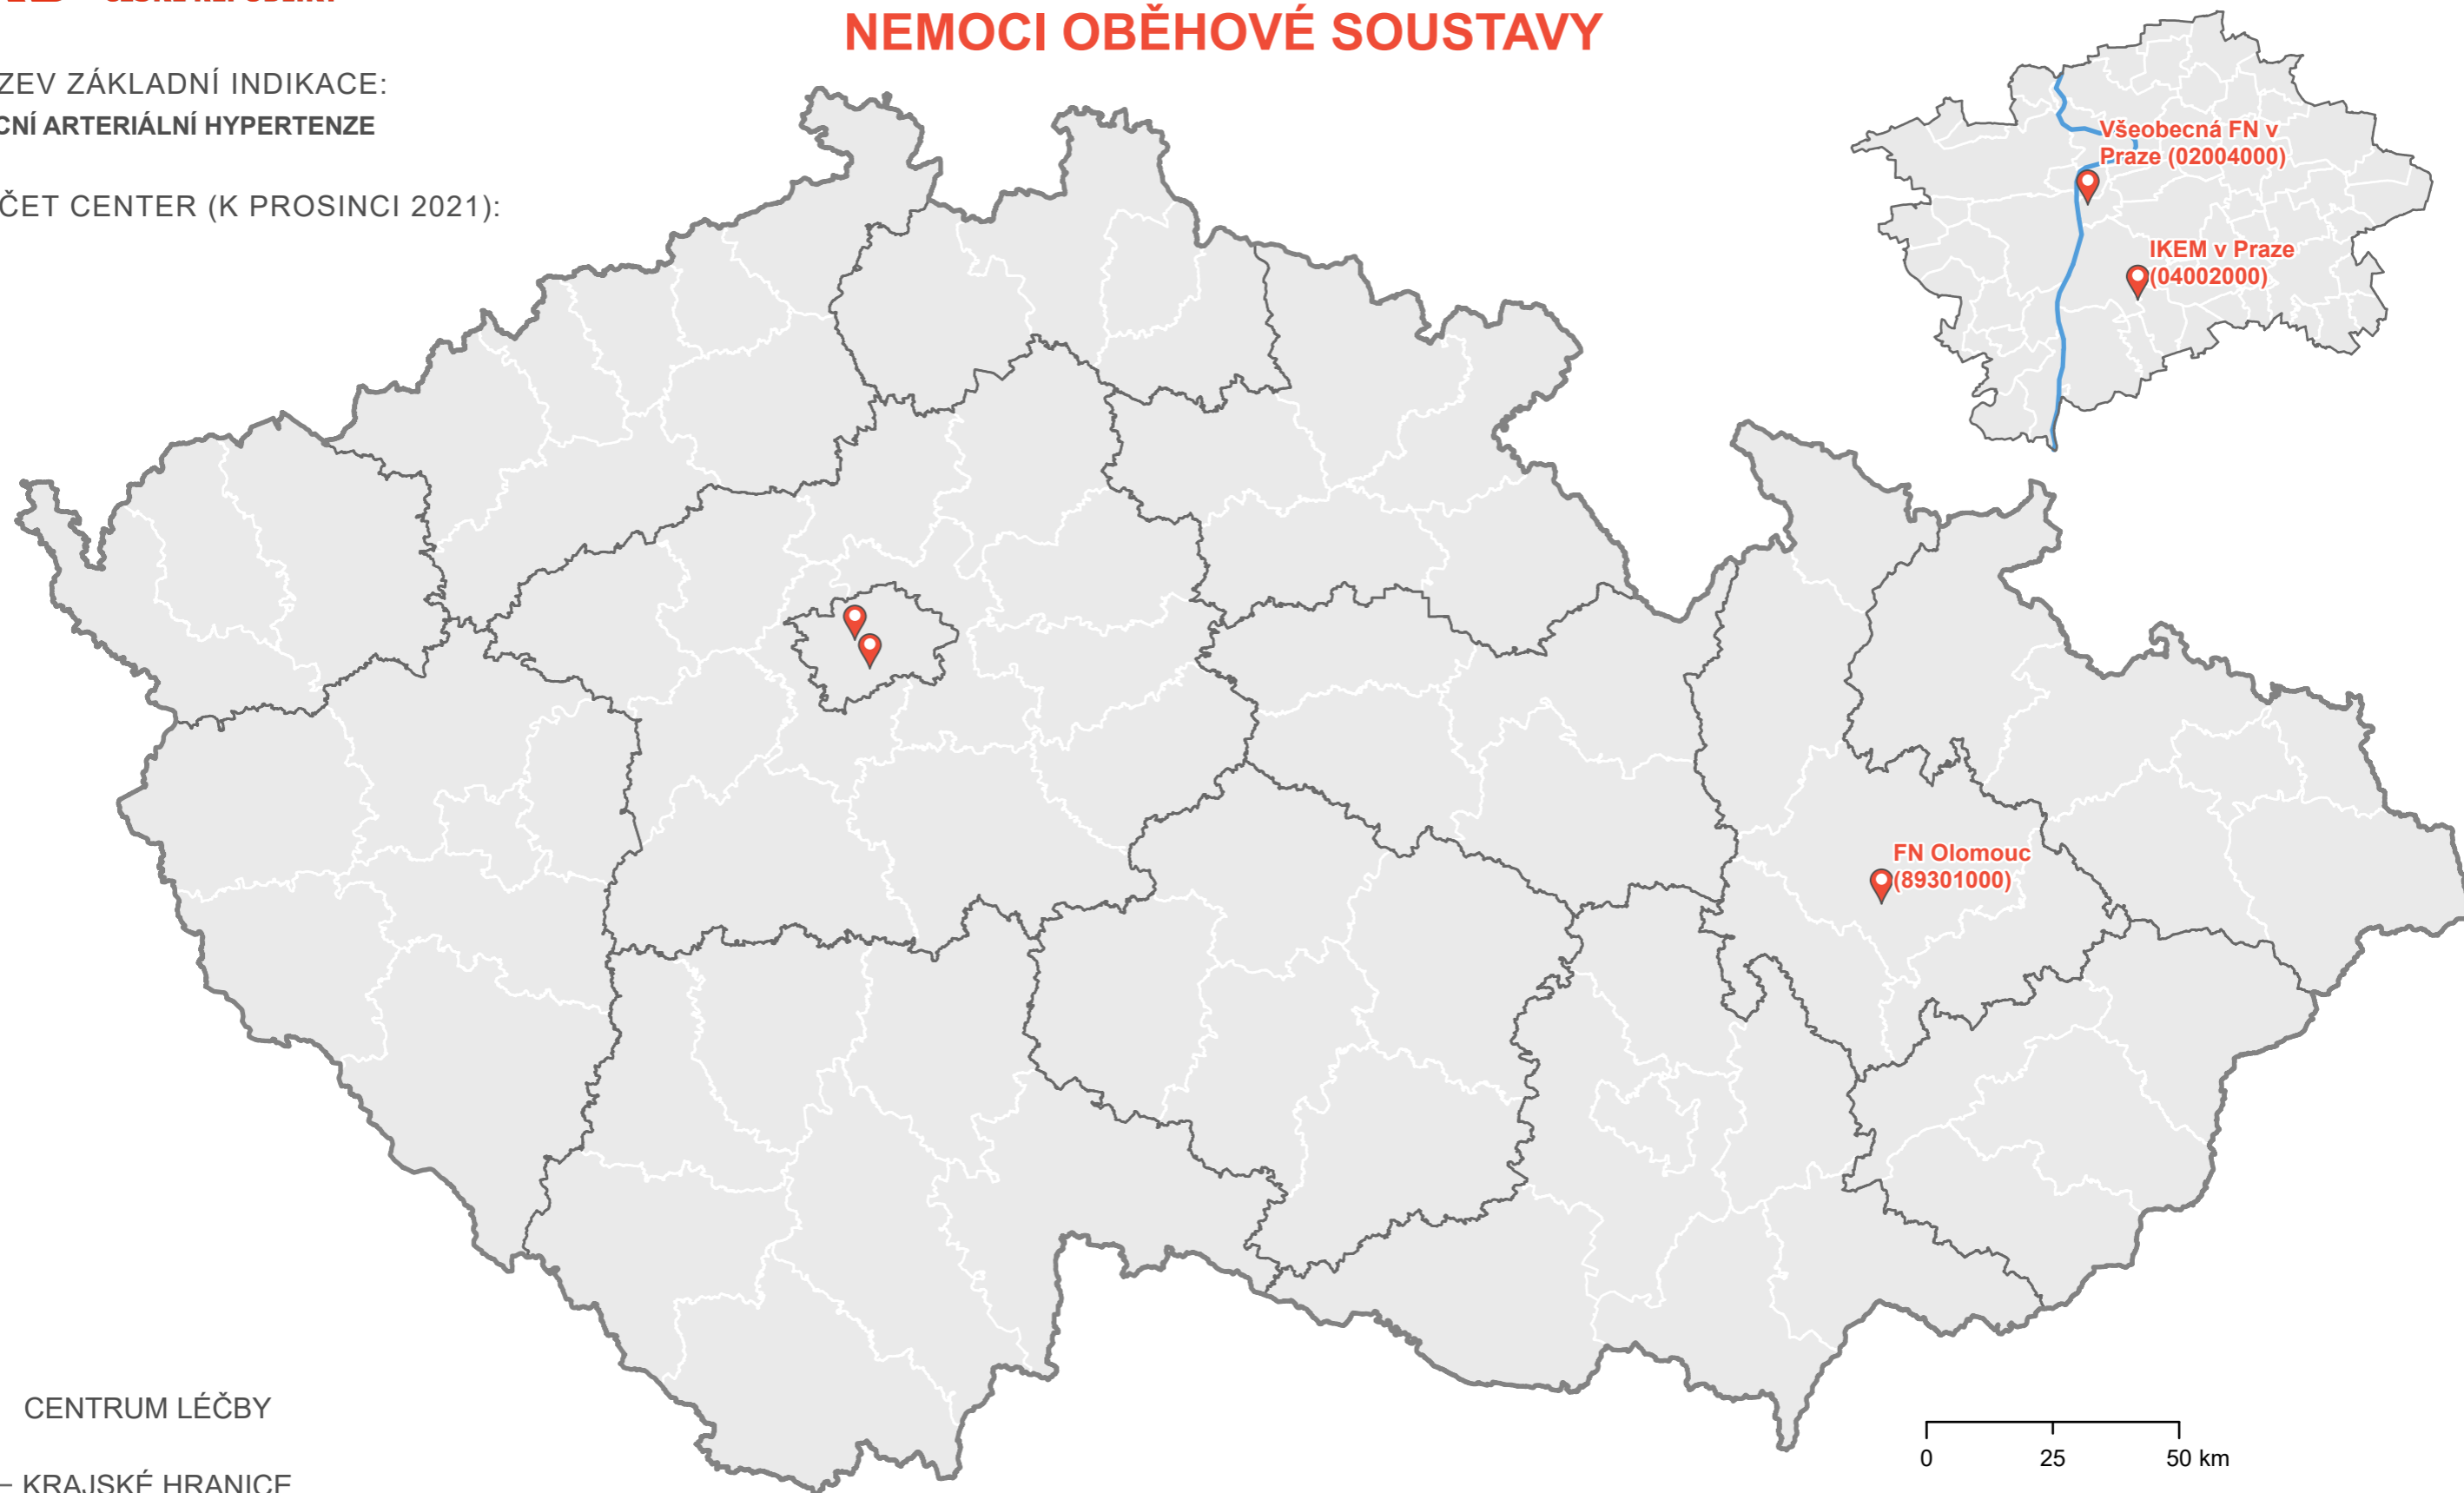 NEMOCI OBĚHOVÉ SOUSTAVY
ZEV ZÁKLADNÍ INDIKACE:
CNÍ ARTERIÁLNÍ HYPERTENZE
ČET CENTER (K PROSINCI 2021):
Všeobecná FN v
Praze (02004000)
IKEM v Praze
(04002000)
FN Olomouc
(89301000)
CENTRUM LÉČBY
KRAJSKÉ HRANICE
0 25 50 km